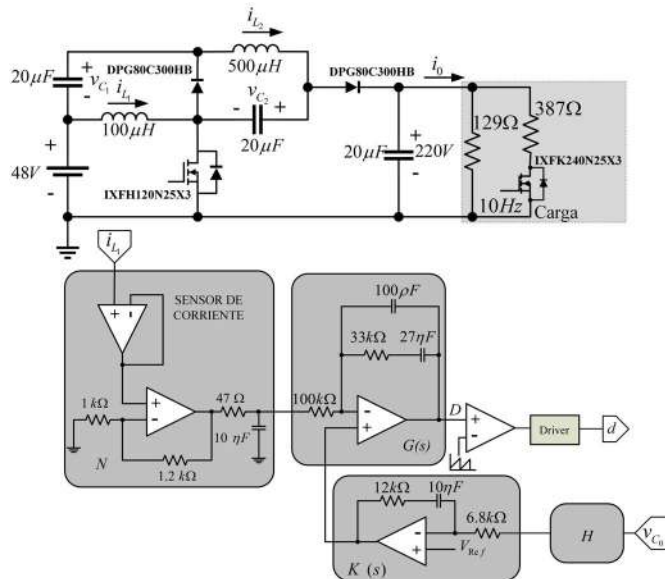 i_{L_2}
DPG80C300HB
500μH
DPG80C300HB
i_0
20μF
+
v_{C_1}
-
i_{L_1}
100μH
- v_{C_2} +
20μF
387Ω
129Ω
+
48V
-
IXFH120N25X3
20μF
+
220V
-
IXFK240N25X3
10Hz
Carga
i_{L_1}
SENSOR DE
CORRIENTE
+ -
1 kΩ
+
-
47 Ω
10 ηF
1.2 kΩ
N
100ρF
33kΩ
27ηF
100kΩ
-
+
G(s)
D
+
-
Driver
d
12kΩ
10ηF
6.8kΩ
-
+
V_{Ref}
K (s)
H
v_{C_0}